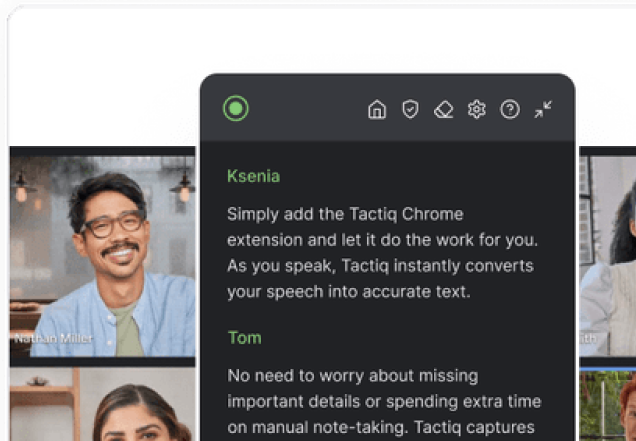 Ksenia
Simply add the Tactiq Chrome
extension and let it do the work for you.
As you speak, Tactiq instantly converts
your speech into accurate text.
Nathan Miller
ith
Tom
No need to worry about missing
important details or spending extra time
on manual note-taking. Tactiq captures